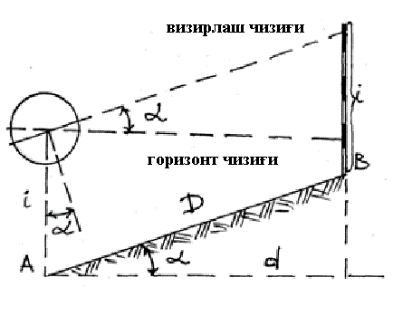 визирлаш чизиғи
α
i
B
горизонт чизиғи
i
D
α
A
α
d